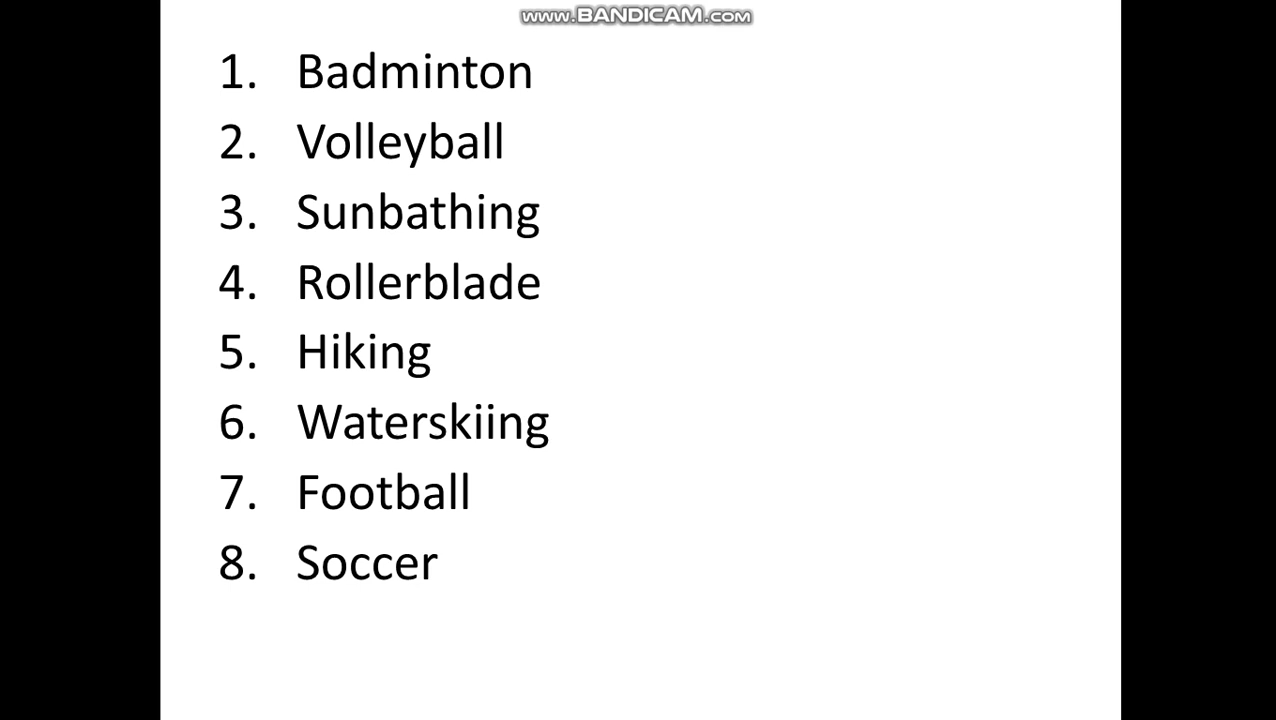 www.BANDICAM.com
1. Badminton
2. Volleyball
3. Sunbathing
4. Rollerblade
5. Hiking
6. Waterskiing
7. Football
8. Soccer